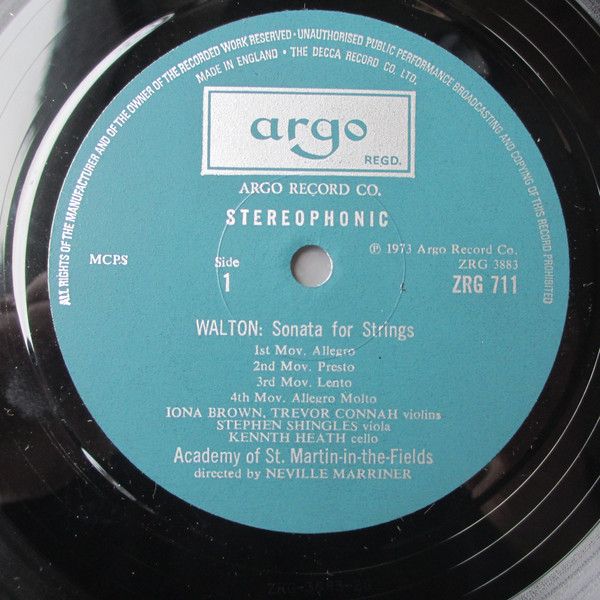 ALL RIGHTS OF THE MANUFACTURER AND OF THE OWNER OF THE RECORDED WORK RESERVED · UNAUTHORISED PUBLIC PERFORMANCE BROADCASTING AND COPYING OF THIS RECORD PROHIBITED
MADE IN ENGLAND · THE DECCA RECORD CO. LTD.
argo
REGD.
ARGO RECORD CO.
STEREOPHONIC
MCPS
Side
1
Ⓟ 1973 Argo Record Co.
ZRG 3883
ZRG 711
WALTON: Sonata for Strings
1st Mov. Allegro
2nd Mov. Presto
3rd Mov. Lento
4th Mov. Allegro Molto
IONA BROWN, TREVOR CONNAH violins
STEPHEN SHINGLES viola
KENNTH HEATH cello
Academy of St. Martin-in-the-Fields
directed by NEVILLE MARRINER